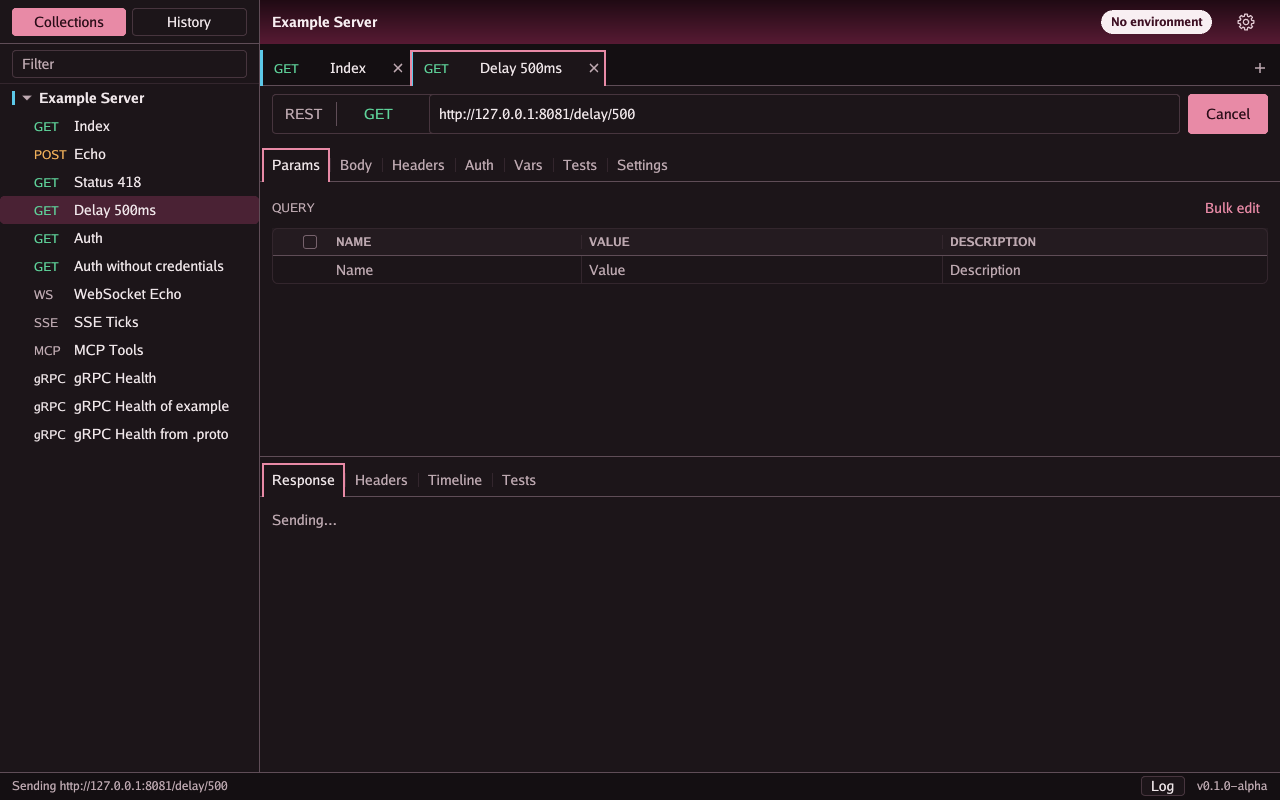 Collections
History
Example Server
No environment
Filter
GET Index
GET Delay 500ms
Example Server
GET Index
POST Echo
GET Status 418
GET Delay 500ms
GET Auth
GET Auth without credentials
WS WebSocket Echo
SSE SSE Ticks
MCP MCP Tools
gRPC gRPC Health
gRPC gRPC Health of example
gRPC gRPC Health from .proto
REST GET http://127.0.0.1:8081/delay/500 Cancel
Params Body Headers Auth Vars Tests Settings
QUERY Bulk edit
NAME VALUE DESCRIPTION
Name Value Description
Response Headers Timeline Tests
Sending...
Sending http://127.0.0.1:8081/delay/500 Log v0.1.0-alpha